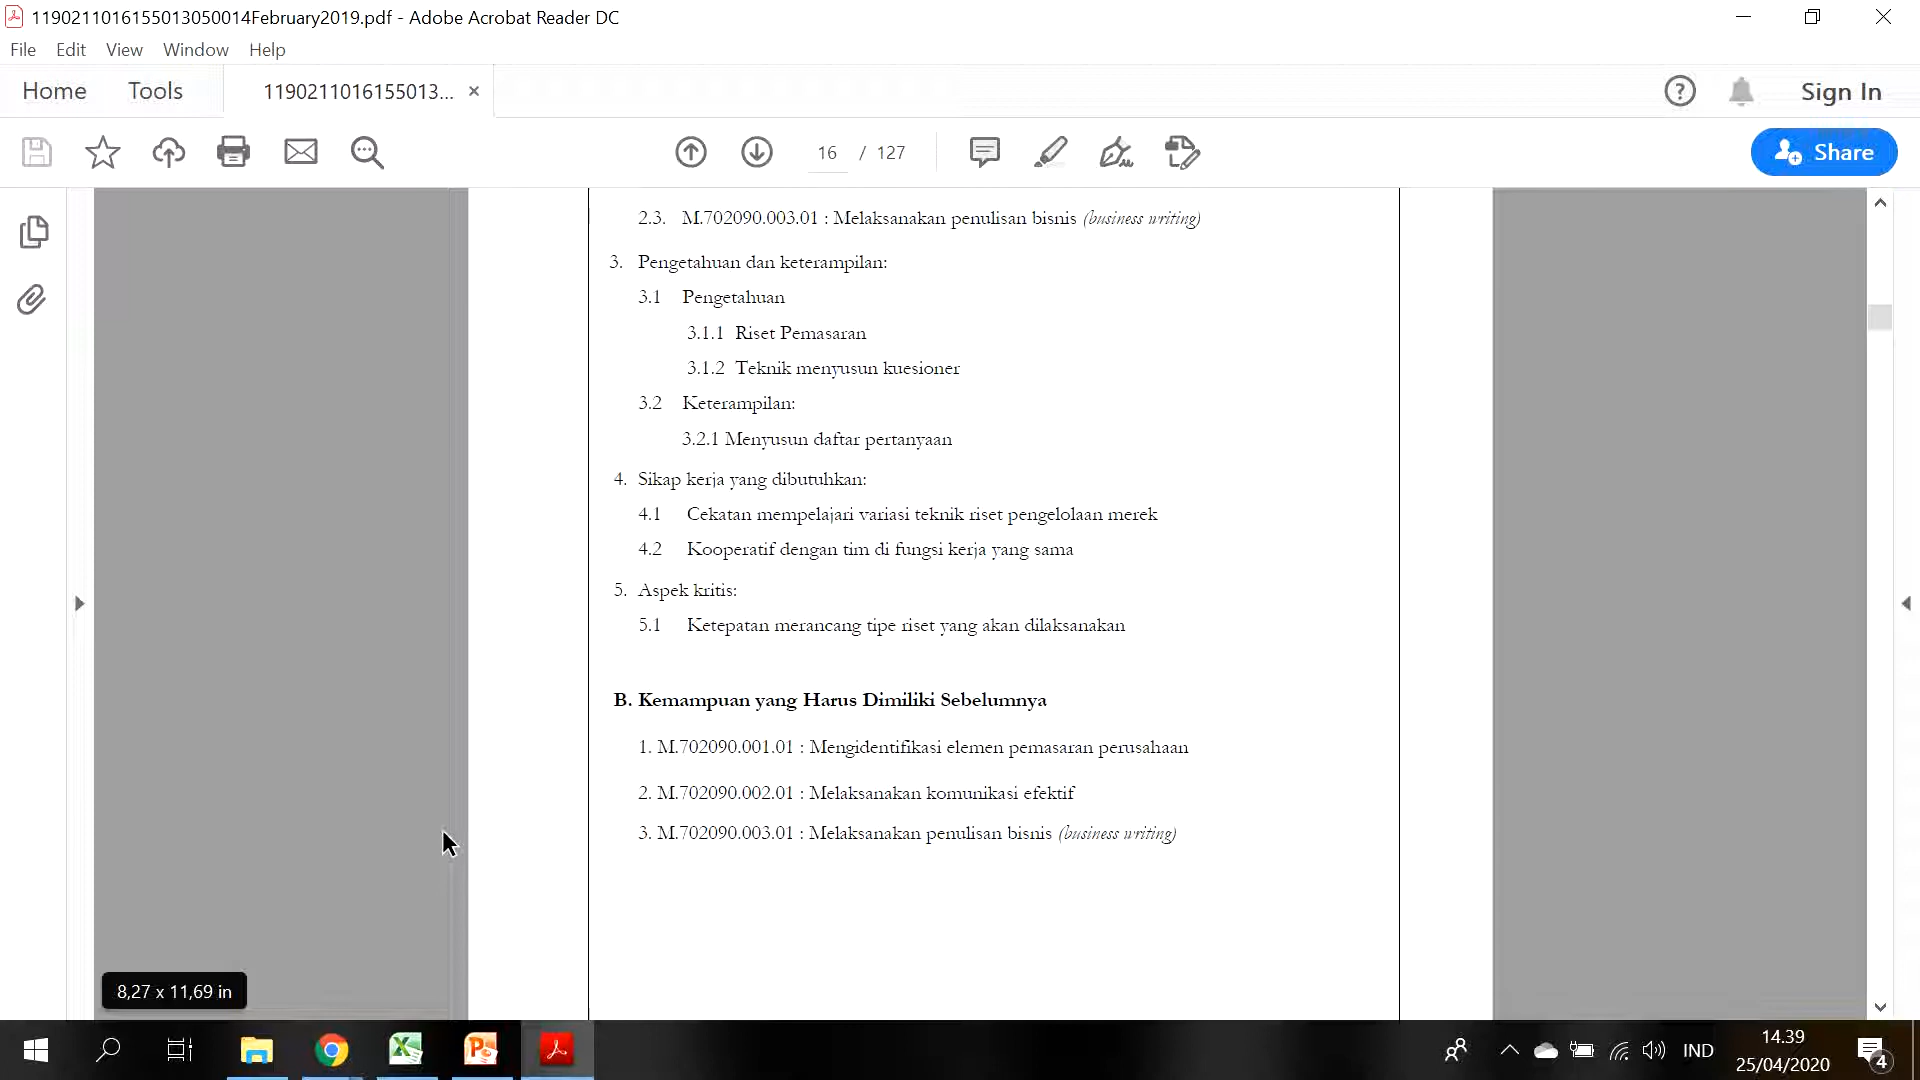 1190211016155013050014February2019.pdf - Adobe Acrobat Reader DC
File Edit View Window Help
Home Tools 1190211016155013... × Sign In
16 / 127 Share
2.3. M.702090.003.01 : Melaksanakan penulisan bisnis (business writing)
3. Pengetahuan dan keterampilan:
3.1 Pengetahuan
3.1.1 Riset Pemasaran
3.1.2 Teknik menyusun kuesioner
3.2 Keterampilan:
3.2.1 Menyusun daftar pertanyaan
4. Sikap kerja yang dibutuhkan:
4.1 Cekatan mempelajari variasi teknik riset pengelolaan merek
4.2 Kooperatif dengan tim di fungsi kerja yang sama
5. Aspek kritis:
5.1 Ketepatan merancang tipe riset yang akan dilaksanakan
B. Kemampuan yang Harus Dimiliki Sebelumnya
1. M.702090.001.01 : Mengidentifikasi elemen pemasaran perusahaan
2. M.702090.002.01 : Melaksanakan komunikasi efektif
3. M.702090.003.01 : Melaksanakan penulisan bisnis (business writing)
8,27 x 11,69 in
IND
14.39
25/04/2020
4